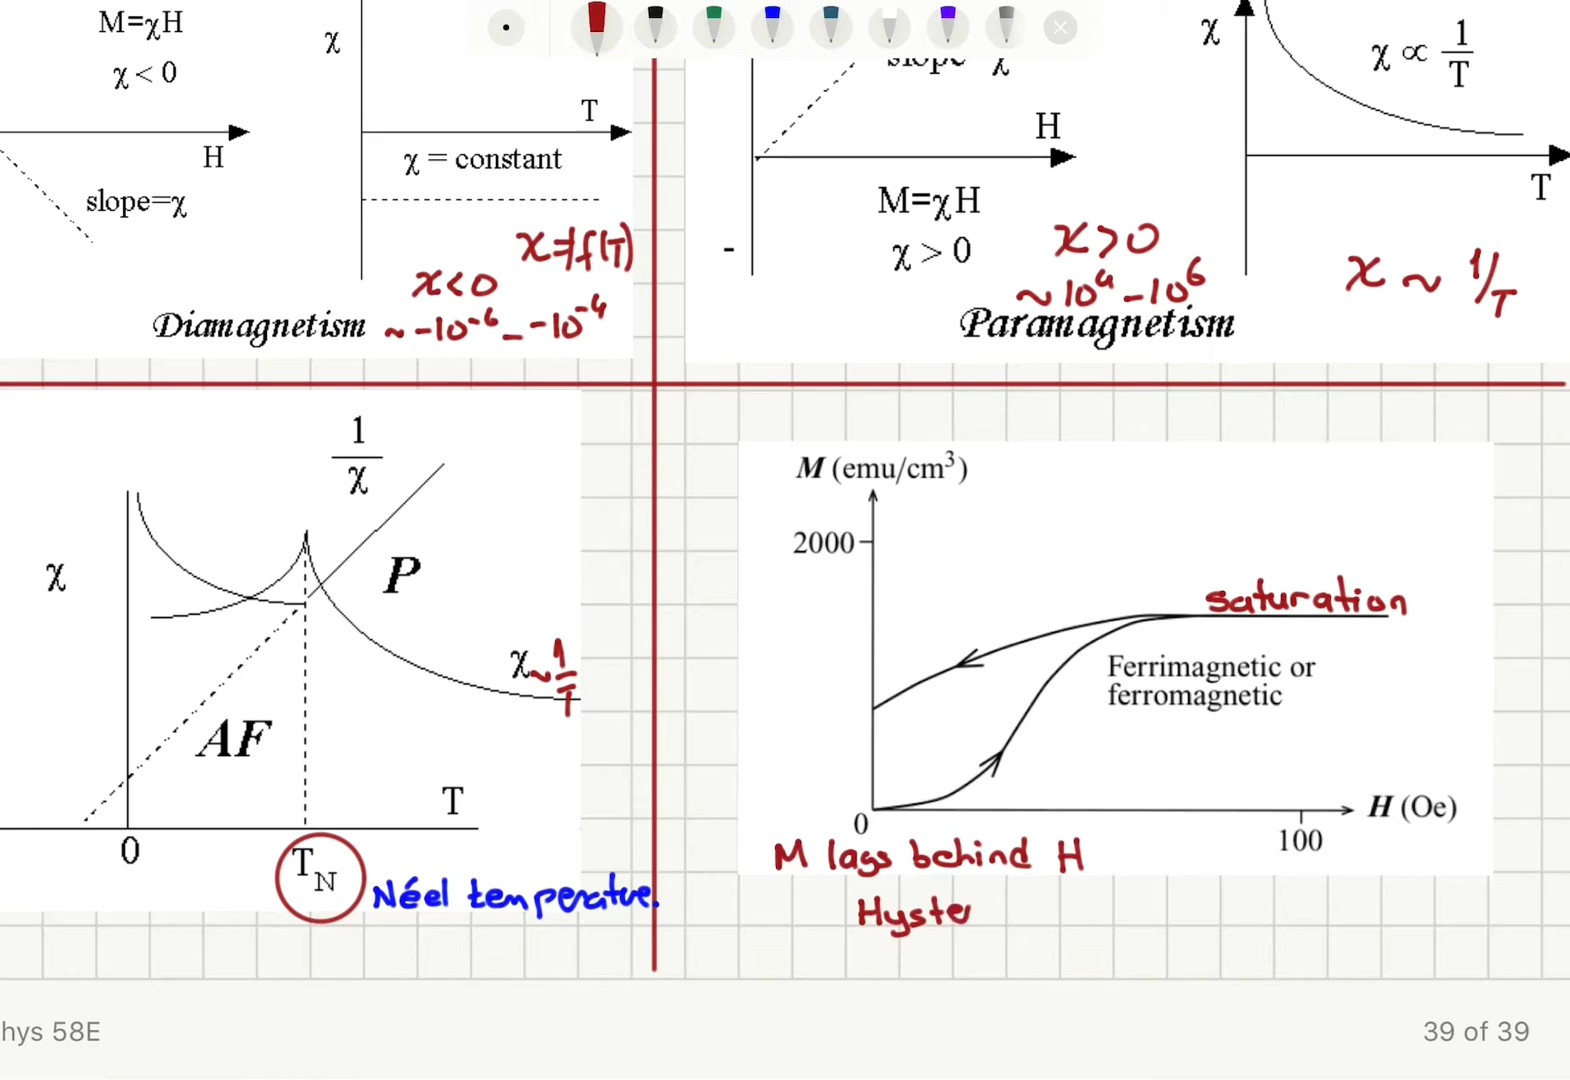 M=χH
χ < 0
H
slope=χ
χ
T
χ = constant
χ≠f(T)
χ<0
~ -10⁻⁶ _ -10⁻⁴
Diamagnetism
slope χ
H
M=χH
-
χ > 0
χ>0
~10⁴-10⁶
Paramagnetism
χ
χ ∝ 1/T
T
χ ~ 1/T
1/χ
χ
P
χ~1/T
AF
T
0
T_N
Néel temperature.
M (emu/cm³)
2000
saturation
Ferrimagnetic or
ferromagnetic
0
H (Oe)
100
M lags behind H
Hyste
hys 58E
39 of 39